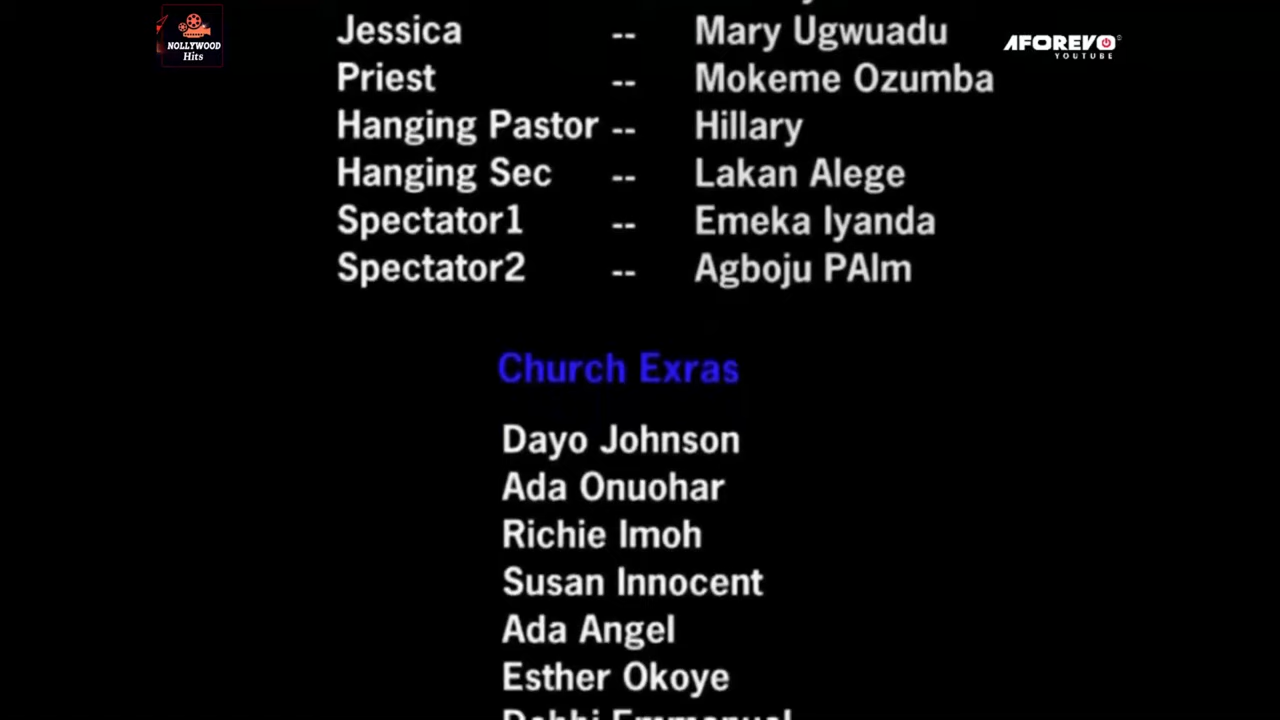 NOLLYWOOD
Hits
AFOREVO
YOUTUBE
Jessica -- Mary Ugwuadu
Priest -- Mokeme Ozumba
Hanging Pastor -- Hillary
Hanging Sec -- Lakan Alege
Spectator1 -- Emeka Iyanda
Spectator2 -- Agboju PAlm
Church Exras
Dayo Johnson
Ada Onuohar
Richie Imoh
Susan Innocent
Ada Angel
Esther Okoye